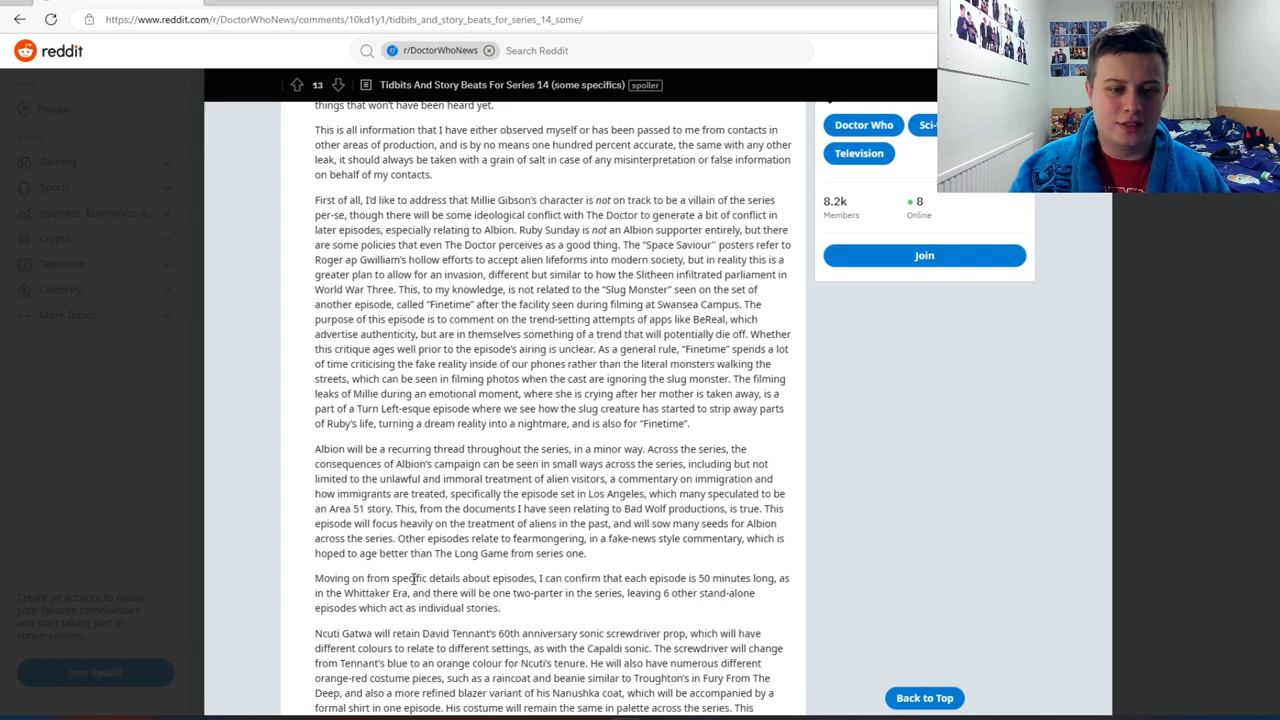 https://www.reddit.com/r/DoctorWhoNews/comments/10kd1y1/tidbits_and_story_beats_for_series_14_some/
reddit
r/DoctorWhoNews
Search Reddit
13
Tidbits And Story Beats For Series 14 (some specifics)
spoiler
Popular
TOPICS
Gaming
Sports
Business, Economics, a...
Crypto
Television
Celebrity
More Topics
Create an account to follow
your favorite communities
and start taking part in
conversations.
Join Reddit
things that won't have been heard yet.
This is all information that I have either observed myself or has been passed to me from contacts in
other areas of production, and is by no means one hundred percent accurate, the same with any other
leak, it should always be taken with a grain of salt in case of any misinterpretation or false information
on behalf of my contacts.
First of all, I'd like to address that Millie Gibson's character is not on track to be a villain of the series
per-se, though there will be some ideological conflict with The Doctor to generate a bit of conflict in
later episodes, especially relating to Albion. Ruby Sunday is not an Albion supporter entirely, but there
are some policies that even The Doctor perceives as a good thing. The "Space Saviour" posters refer to
Roger ap Gwilliam's hollow efforts to accept alien lifeforms into modern society, but in reality this is a
greater plan to allow for an invasion, different but similar to how the Slitheen infiltrated parliament in
World War Three. This, to my knowledge, is not related to the "Slug Monster" seen on the set of
another episode, called "Finetime" after the facility seen during filming at Swansea Campus. The
purpose of this episode is to comment on the trend-setting attempts of apps like BeReal, which
advertise authenticity, but are in themselves something of a trend that will potentially die off. Whether
this critique ages well prior to the episode's airing is unclear. As a general rule, "Finetime" spends a lot
of time criticising the fake reality inside of our phones rather than the literal monsters walking the
streets, which can be seen in filming photos when the cast are ignoring the slug monster. The filming
leaks of Millie during an emotional moment, where she is crying after her mother is taken away, is a
part of a Turn Left-esque episode where we see how the slug creature has started to strip away parts
of Ruby's life, turning a dream reality into a nightmare, and is also for "Finetime".
Albion will be a recurring thread throughout the series, in a minor way. Across the series, the
consequences of Albion's campaign can be seen in small ways across the series, including but not
limited to the unlawful and immoral treatment of alien visitors, a commentary on immigration and
how immigrants are treated, specifically the episode set in Los Angeles, which many speculated to be
an Area 51 story. This, from the documents I have seen relating to Bad Wolf productions, is true. This
episode will focus heavily on the treatment of aliens in the past, and will sow many seeds for Albion
across the series. Other episodes relate to fearmongering, in a fake-news style commentary, which is
hoped to age better than The Long Game from series one.
Moving on from specific details about episodes, I can confirm that each episode is 50 minutes long, as
in the Whittaker Era, and there will be one two-parter in the series, leaving 6 other stand-alone
episodes which act as individual stories.
Ncuti Gatwa will retain David Tennant's 60th anniversary sonic screwdriver prop, which will have
different colours to relate to different settings, as with the Capaldi sonic. The screwdriver will change
from Tennant's blue to an orange colour for Ncuti's tenure. He will also have numerous different
orange-red costume pieces, such as a raincoat and beanie similar to Troughton's in Fury From The
Deep, and also a more refined blazer variant of his Nanushka coat, which will be accompanied by a
formal shirt in one episode. His costume will remain the same in palette across the series. This
Doctor Who
Sci-
Television
8.2k
8
Members
Online
Join
Back to Top